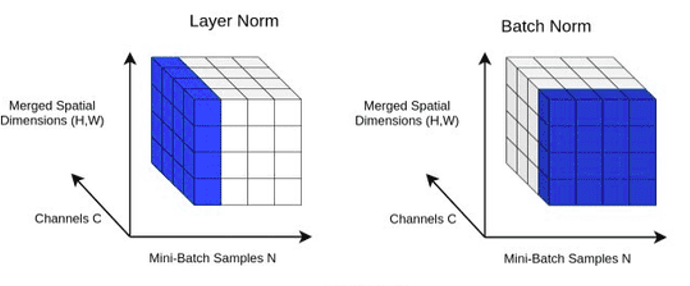 Layer Norm
Merged Spatial
Dimensions (H,W)
Channels C
Mini-Batch Samples N
Batch Norm
Merged Spatial
Dimensions (H,W)
Channels C
Mini-Batch Samples N